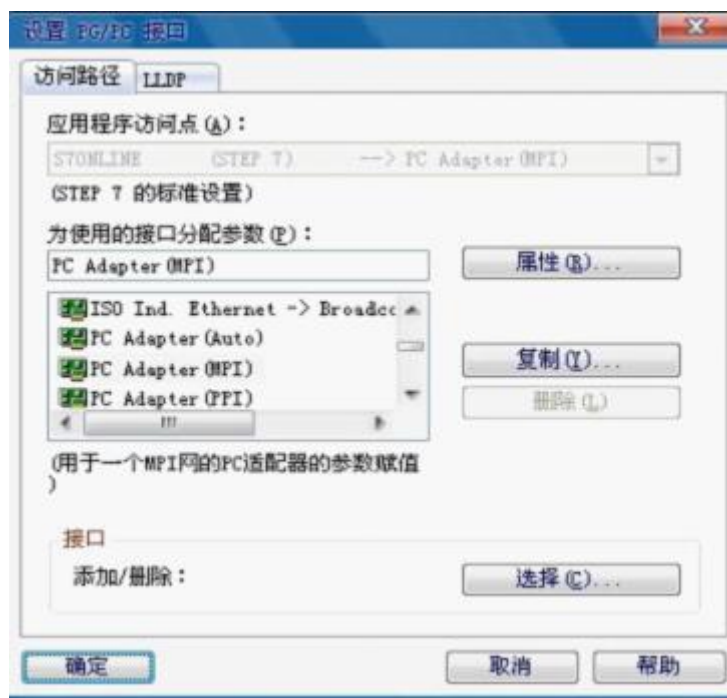 设置 PG/PC 接口
访问路径 LLDP
应用程序访问点(A):
S7ONLINE (STEP 7) --> PC Adapter(MPI)
(STEP 7 的标准设置)
为使用的接口分配参数(P):
PC Adapter(MPI)
属性(R)...
ISO Ind. Ethernet -> Broadcc
PC Adapter(Auto)
PC Adapter(MPI)
PC Adapter(PPI)
复制(Y)...
删除(L)
(用于一个MPI网的PC适配器的参数赋值
)
接口
添加/删除:
选择(C)...
确定 取消 帮助